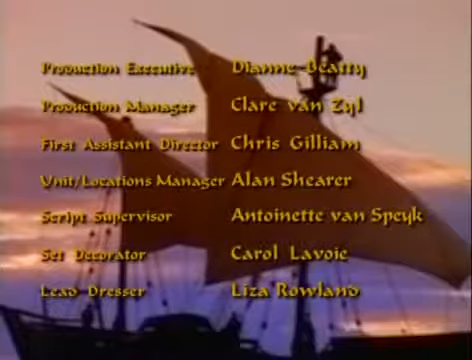 Production Executive Dianne Beatty
Production Manager Clare van Zyl
First Assistant Director Chris Gilliam
Unit/Locations Manager Alan Shearer
Script Supervisor Antoinette van Speyk
Set Decorator Carol Lavoie
Lead Dresser Liza Rowland